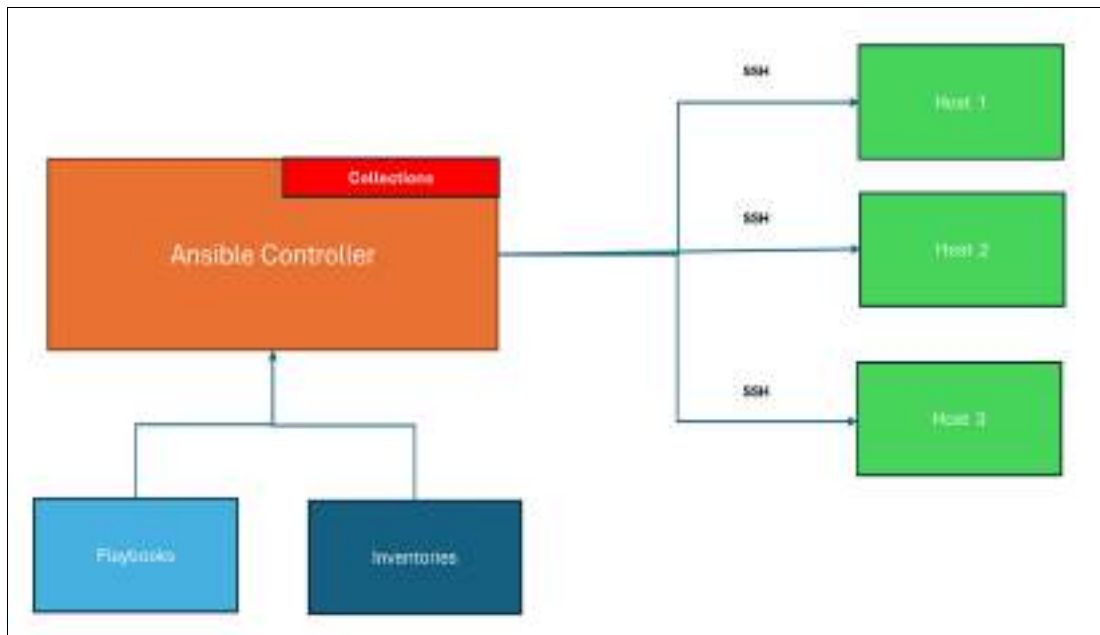 SSH
Host 1
Collections
Ansible Controller
SSH
Host 2
SSH
Host 3
Playbooks
Inventories